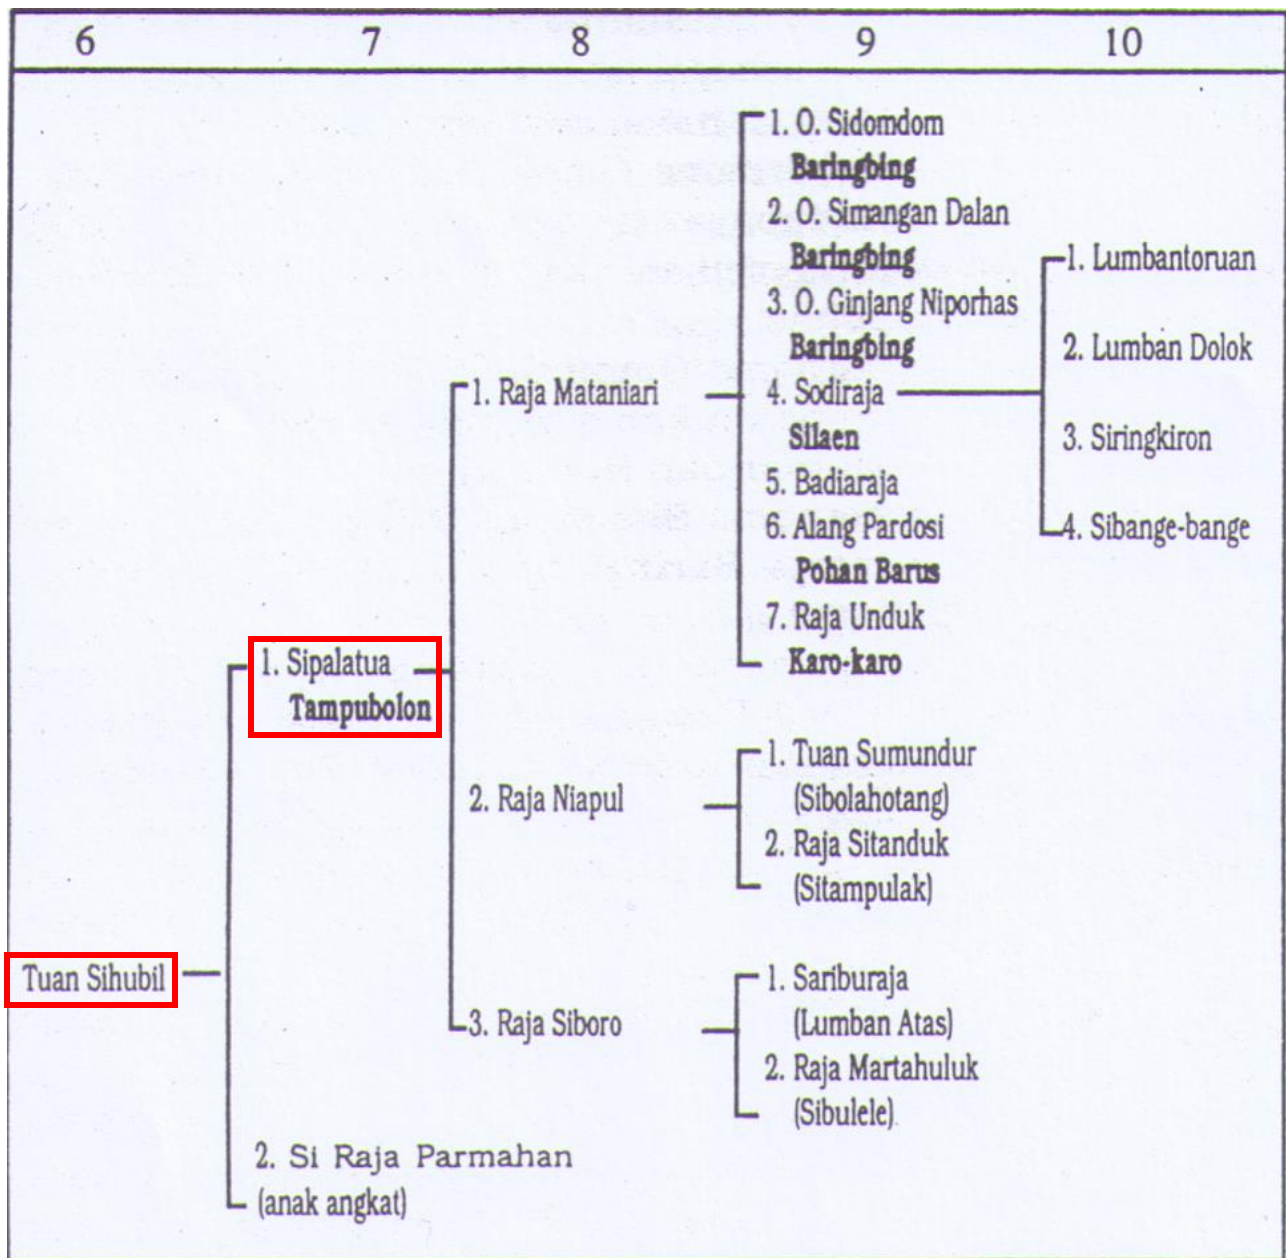 6 7 8 9 10
1. O. Sidomdom
Baringbing
2. O. Simangan Dalan
Baringbing
3. O. Ginjang Niporhas
Baringbing
4. Sodiraja
Silaen
5. Badiaraja
6. Alang Pardosi
Pohan Barus
7. Raja Unduk
Karo-karo
1. Lumbantoruan
2. Lumban Dolok
3. Siringkiron
4. Sibange-bange
1. Raja Mataniari
1. Sipalatua
Tampubolon
1. Tuan Sumundur
(Sibolahotang)
2. Raja Sitanduk
(Sitampulak)
2. Raja Niapul
Tuan Sihubil
1. Sariburaja
(Lumban Atas)
2. Raja Martahuluk
(Sibulele)
3. Raja Siboro
2. Si Raja Parmahan
(anak angkat)